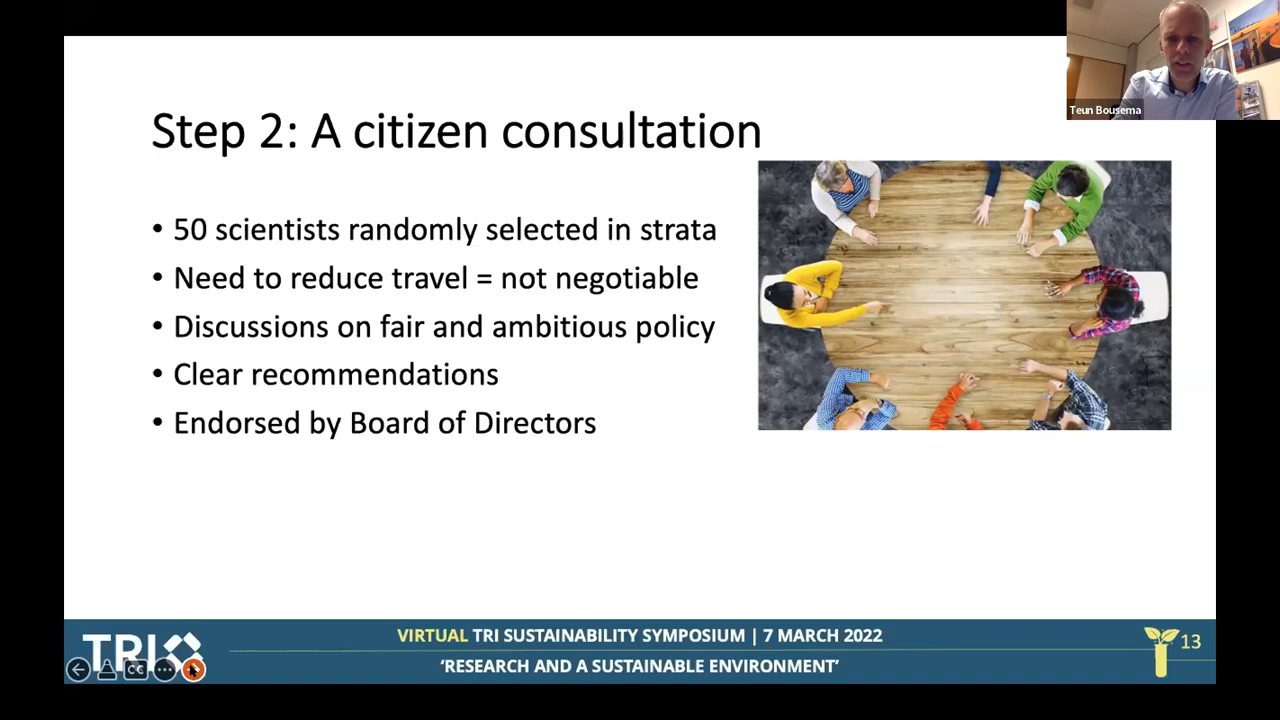 Teun Bousema
Step 2: A citizen consultation
• 50 scientists randomly selected in strata
• Need to reduce travel = not negotiable
• Discussions on fair and ambitious policy
• Clear recommendations
• Endorsed by Board of Directors
VIRTUAL TRI SUSTAINABILITY SYMPOSIUM | 7 MARCH 2022
‘RESEARCH AND A SUSTAINABLE ENVIRONMENT’
TRI
CC
13